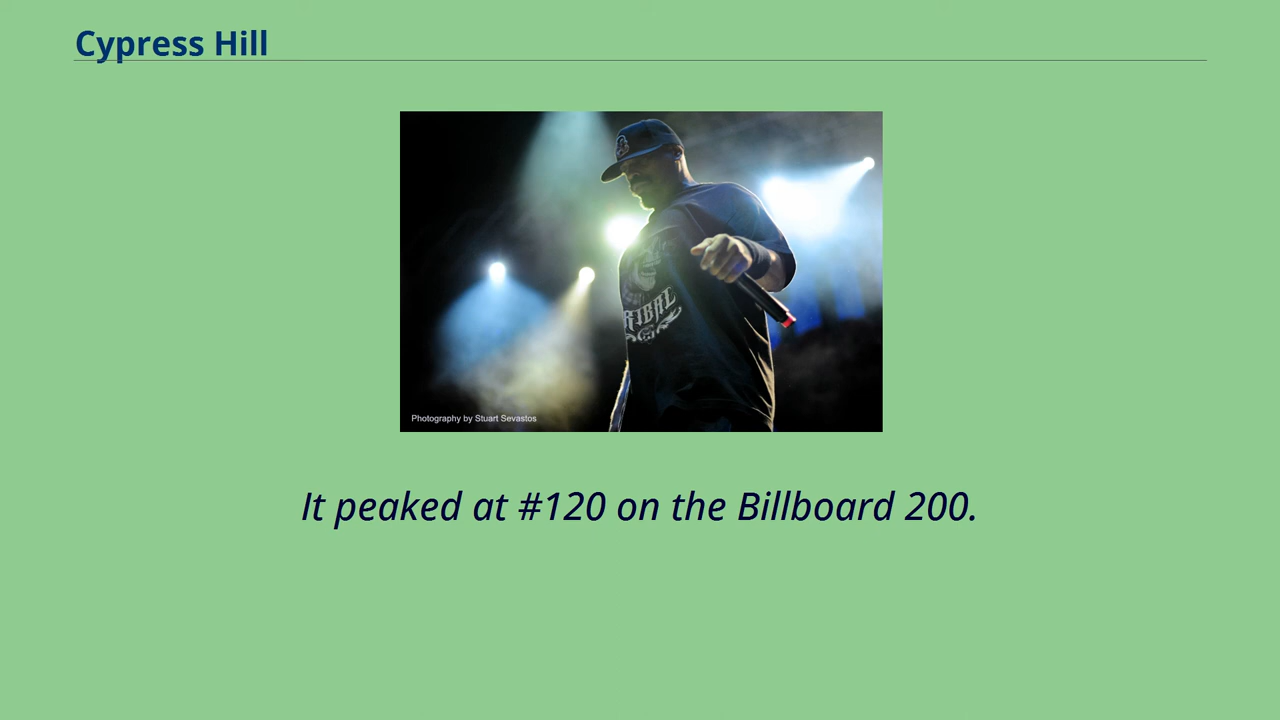 Cypress Hill
Photography by Stuart Sevastos
It peaked at #120 on the Billboard 200.